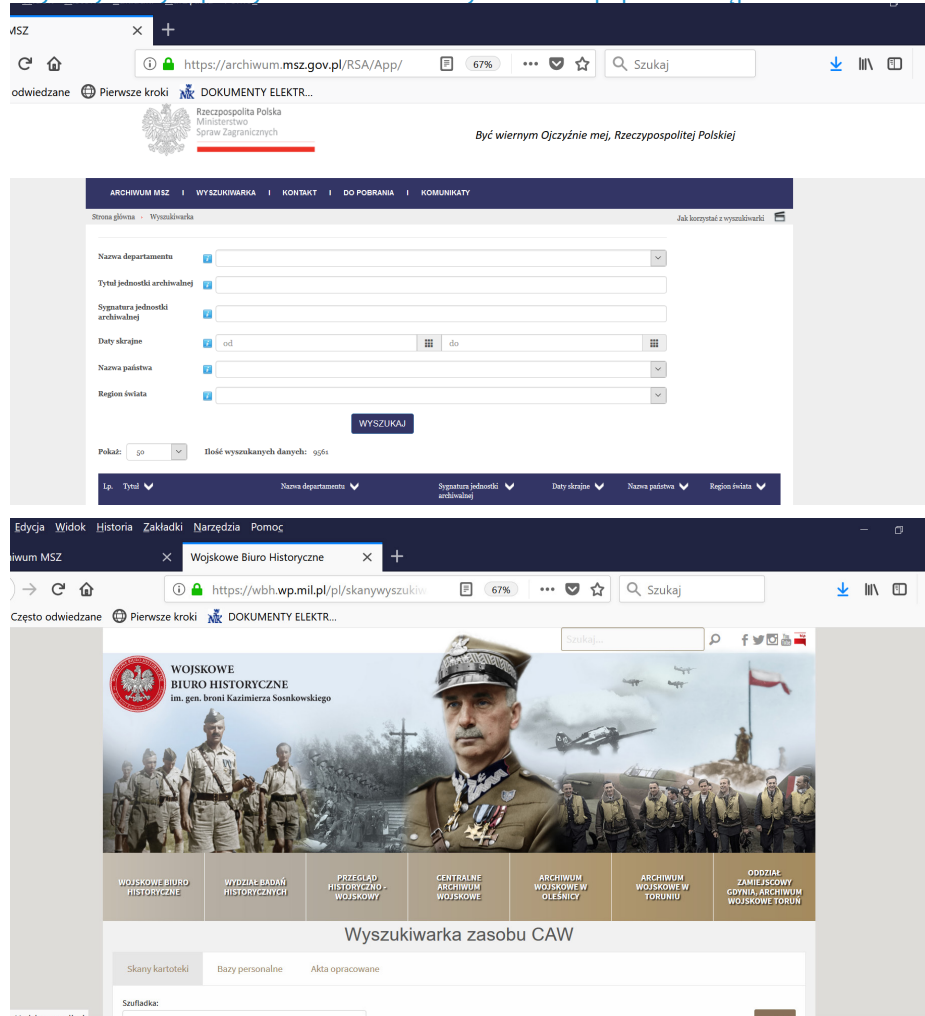 MSZ
https://archiwum.msz.gov.pl/RSA/App/
67%
Szukaj
odwiedzane Pierwsze kroki NIK DOKUMENTY ELEKTR...
Rzeczpospolita Polska
Ministerstwo
Spraw Zagranicznych
Być wiernym Ojczyźnie mej, Rzeczypospolitej Polskiej
ARCHIWUM MSZ I WYSZUKIWARKA I KONTAKT I DO POBRANIA I KOMUNIKATY
Strona główna › Wyszukiwarka
Jak korzystać z wyszukiwarki
Nazwa departamentu
Tytuł jednostki archiwalnej
Sygnatura jednostki
archiwalnej
Daty skrajne od do
Nazwa państwa
Region świata
WYSZUKAJ
Pokaż: 50 Ilość wyszukanych danych: 9561
Lp. Tytuł Nazwa departamentu Sygnatura jednostki archiwalnej Daty skrajne Nazwa państwa Region świata
Edycja Widok Historia Zakładki Narzędzia Pomoc
iwum MSZ
Wojskowe Biuro Historyczne
https://wbh.wp.mil.pl/pl/skanywyszukiw
67%
Szukaj
Często odwiedzane Pierwsze kroki NIK DOKUMENTY ELEKTR...
Szukaj...
WOJSKOWE
BIURO HISTORYCZNE
im. gen. broni Kazimierza Sosnkowskiego
WOJSKOWE BIURO
HISTORYCZNE
WYDZIAŁ BADAŃ
HISTORYCZNYCH
PRZEGLĄD
HISTORYCZNO -
WOJSKOWY
CENTRALNE
ARCHIWUM
WOJSKOWE
ARCHIWUM
WOJSKOWE W
OLEŚNICY
ARCHIWUM
WOJSKOWE W
TORUNIU
ODDZIAŁ
ZAMIEJSCOWY
GDYNIA, ARCHIWUM
WOJSKOWE TORUŃ
Wyszukiwarka zasobu CAW
Skany kartoteki Bazy personalne Akta opracowane
Szufladka: